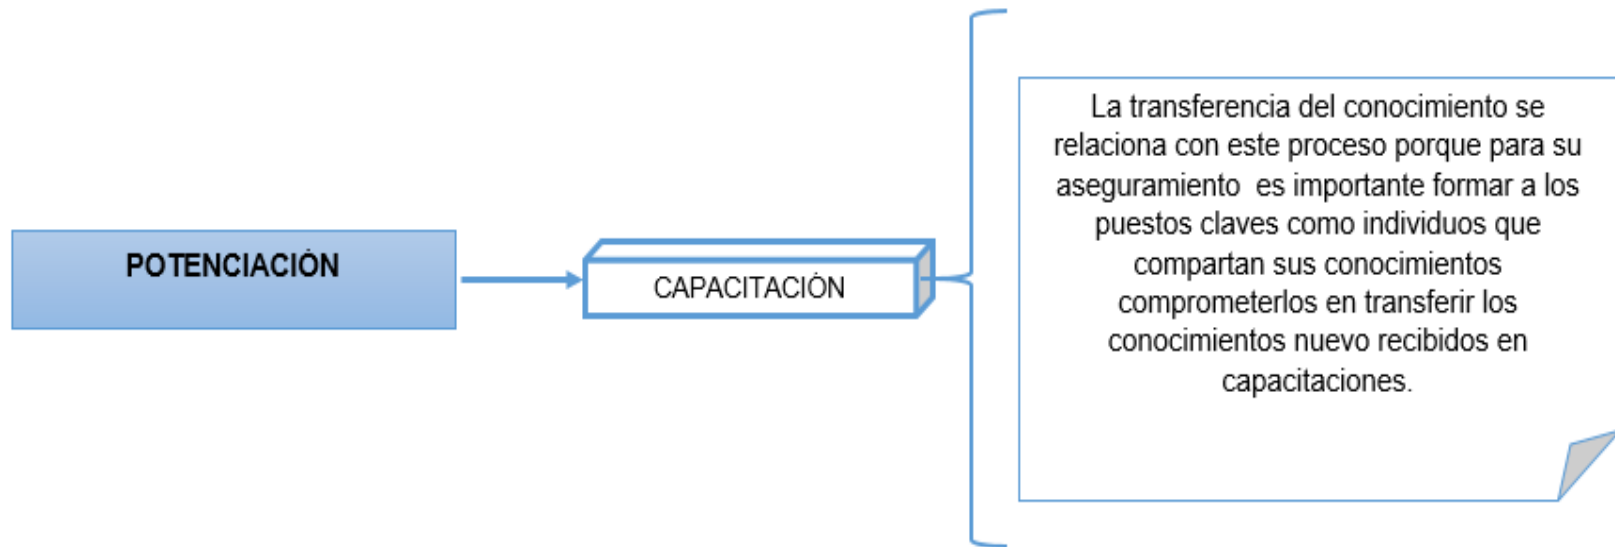 POTENCIACIÓN
CAPACITACIÓN
La transferencia del conocimiento se
relaciona con este proceso porque para su
aseguramiento es importante formar a los
puestos claves como individuos que
compartan sus conocimientos
comprometerlos en transferir los
conocimientos nuevo recibidos en
capacitaciones.